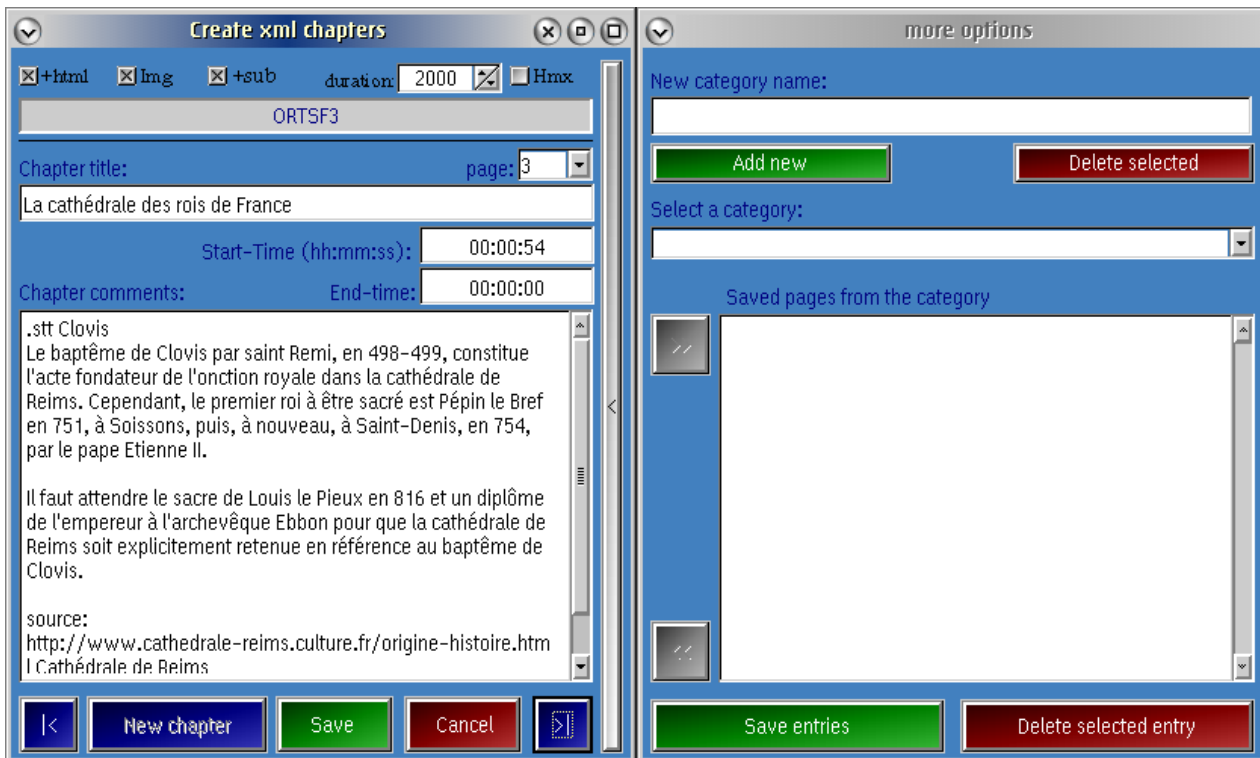 Create xml chapters
+html Img +sub duration: 2000 Hmx
ORTSF3
Chapter title: page: 3
La cathédrale des rois de France
Start-Time (hh:mm:ss): 00:00:54
Chapter comments: End-time: 00:00:00
.stt Clovis
Le baptême de Clovis par saint Remi, en 498-499, constitue
l'acte fondateur de l'onction royale dans la cathédrale de
Reims. Cependant, le premier roi à être sacré est Pépin le Bref
en 751, à Soissons, puis, à nouveau, à Saint-Denis, en 754,
par le pape Etienne II.
Il faut attendre le sacre de Louis le Pieux en 816 et un diplôme
de l'empereur à l'archevêque Ebbon pour que la cathédrale de
Reims soit explicitement retenue en référence au baptême de
Clovis.
source:
http://www.cathedrale-reims.culture.fr/origine-histoire.htm
l Cathédrale de Reims
|< New chapter Save Cancel >|
<
more options
New category name:
Add new Delete selected
Select a category:
Saved pages from the category
>>
<<
Save entries Delete selected entry